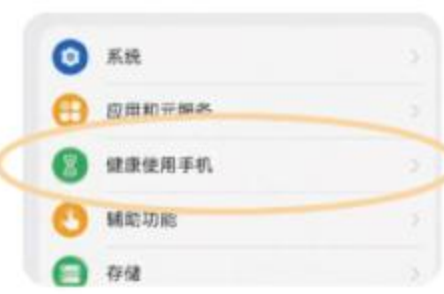 系统
应用和元服务
健康使用手机
辅助功能
存储